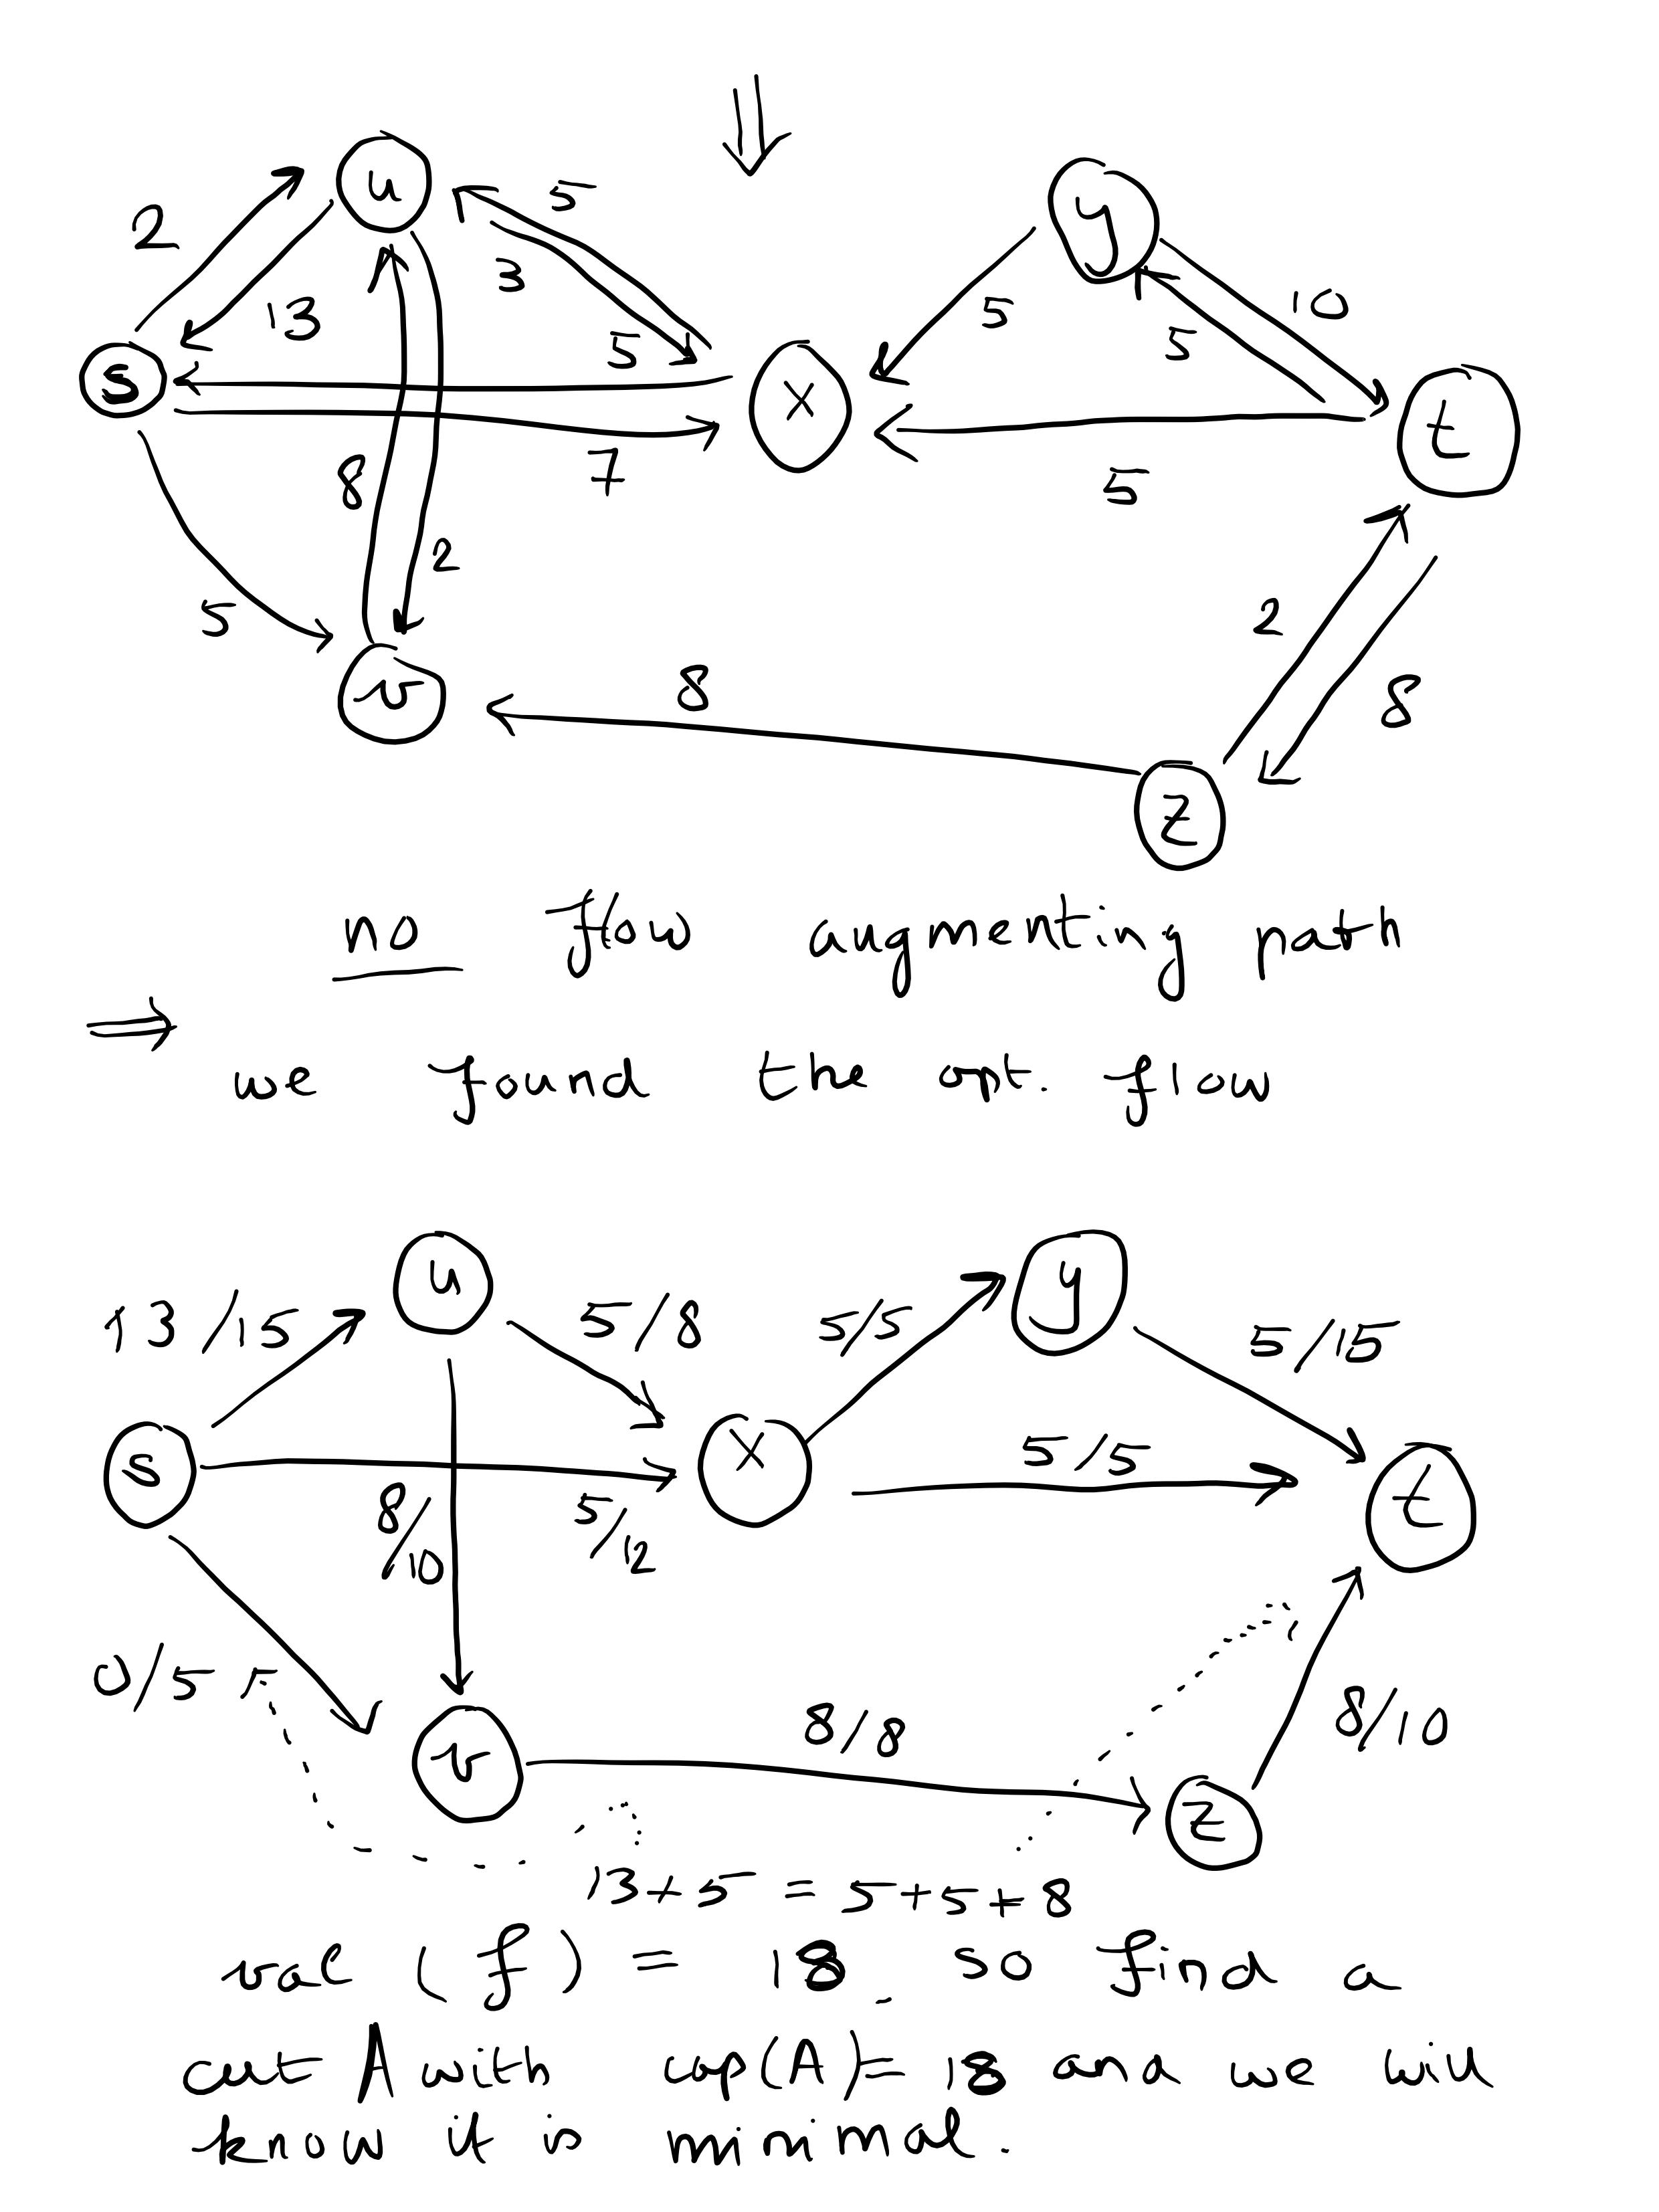 u
y
2
5
3
13
5
5
10
5
s
x
t
7
5
8
2
5
2
8
8
v
z
no flow augmenting path
⇒
we found the opt. flow
u
y
13/15
5/8
5/5
5/15
s
x
5/5
t
8/10
5/12
0/5
8/8
8/10
v
z
13+5 = 5+5+8
val (f) = 18 so find a
cut A with cap(A)= 18 and we will
know it is minimal.